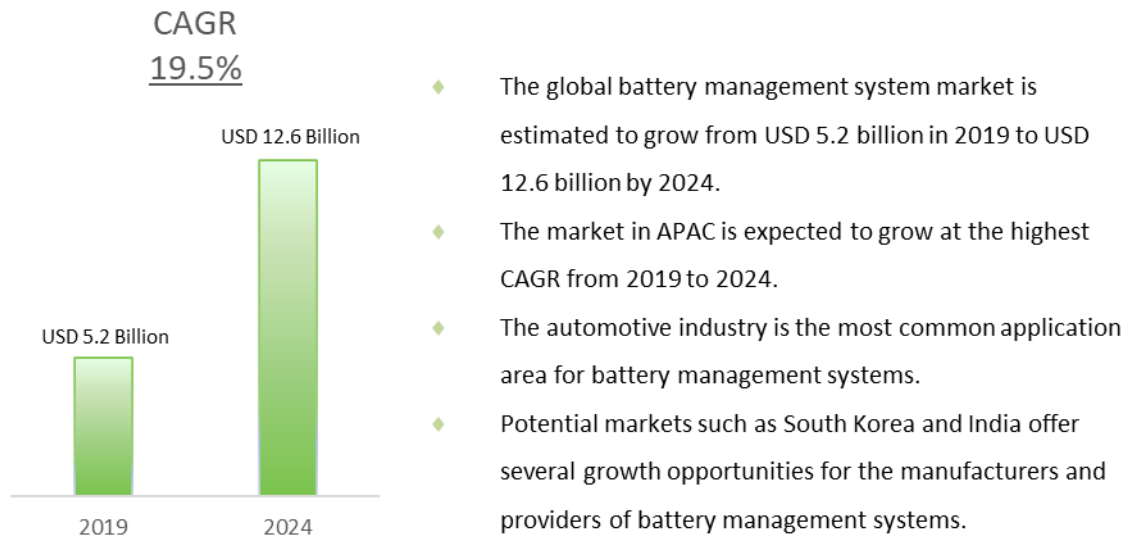 CAGR
19.5%
USD 12.6 Billion
USD 5.2 Billion
2019
2024
The global battery management system market is
estimated to grow from USD 5.2 billion in 2019 to USD
12.6 billion by 2024.
The market in APAC is expected to grow at the highest
CAGR from 2019 to 2024.
The automotive industry is the most common application
area for battery management systems.
Potential markets such as South Korea and India offer
several growth opportunities for the manufacturers and
providers of battery management systems.